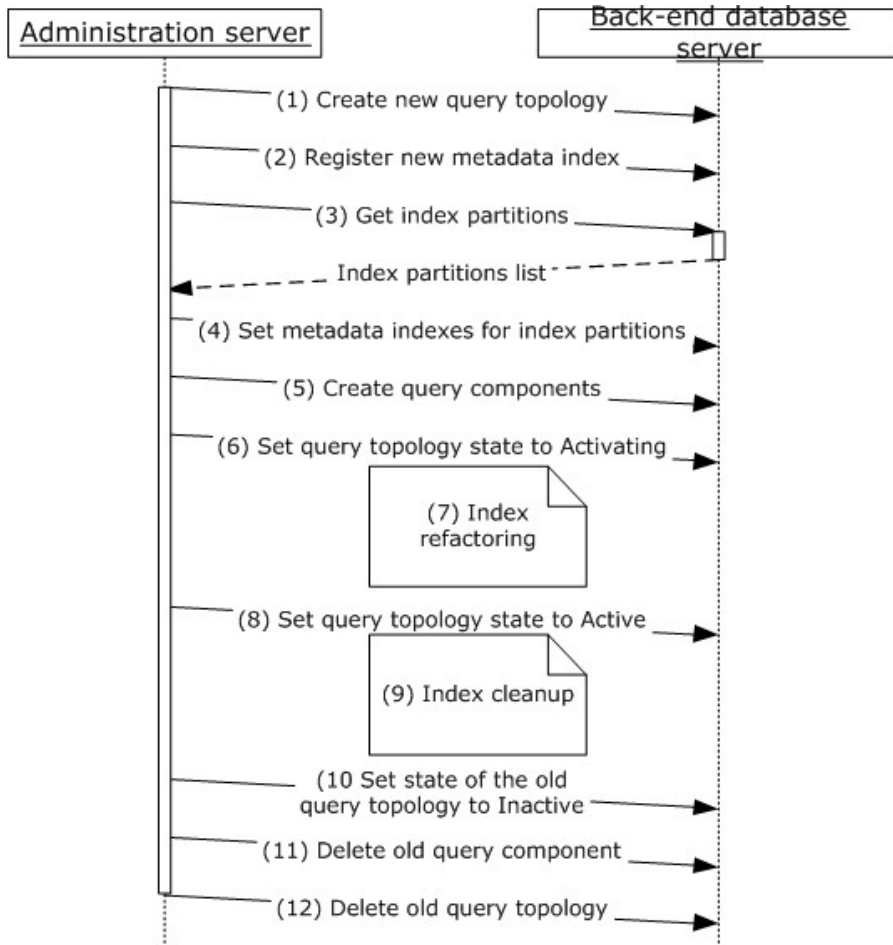 Administration server
Back-end database
server
(1) Create new query topology
(2) Register new metadata index
(3) Get index partitions
Index partitions list
(4) Set metadata indexes for index partitions
(5) Create query components
(6) Set query topology state to Activating
(7) Index
refactoring
(8) Set query topology state to Active
(9) Index cleanup
(10 Set state of the old
query topology to Inactive
(11) Delete old query component
(12) Delete old query topology